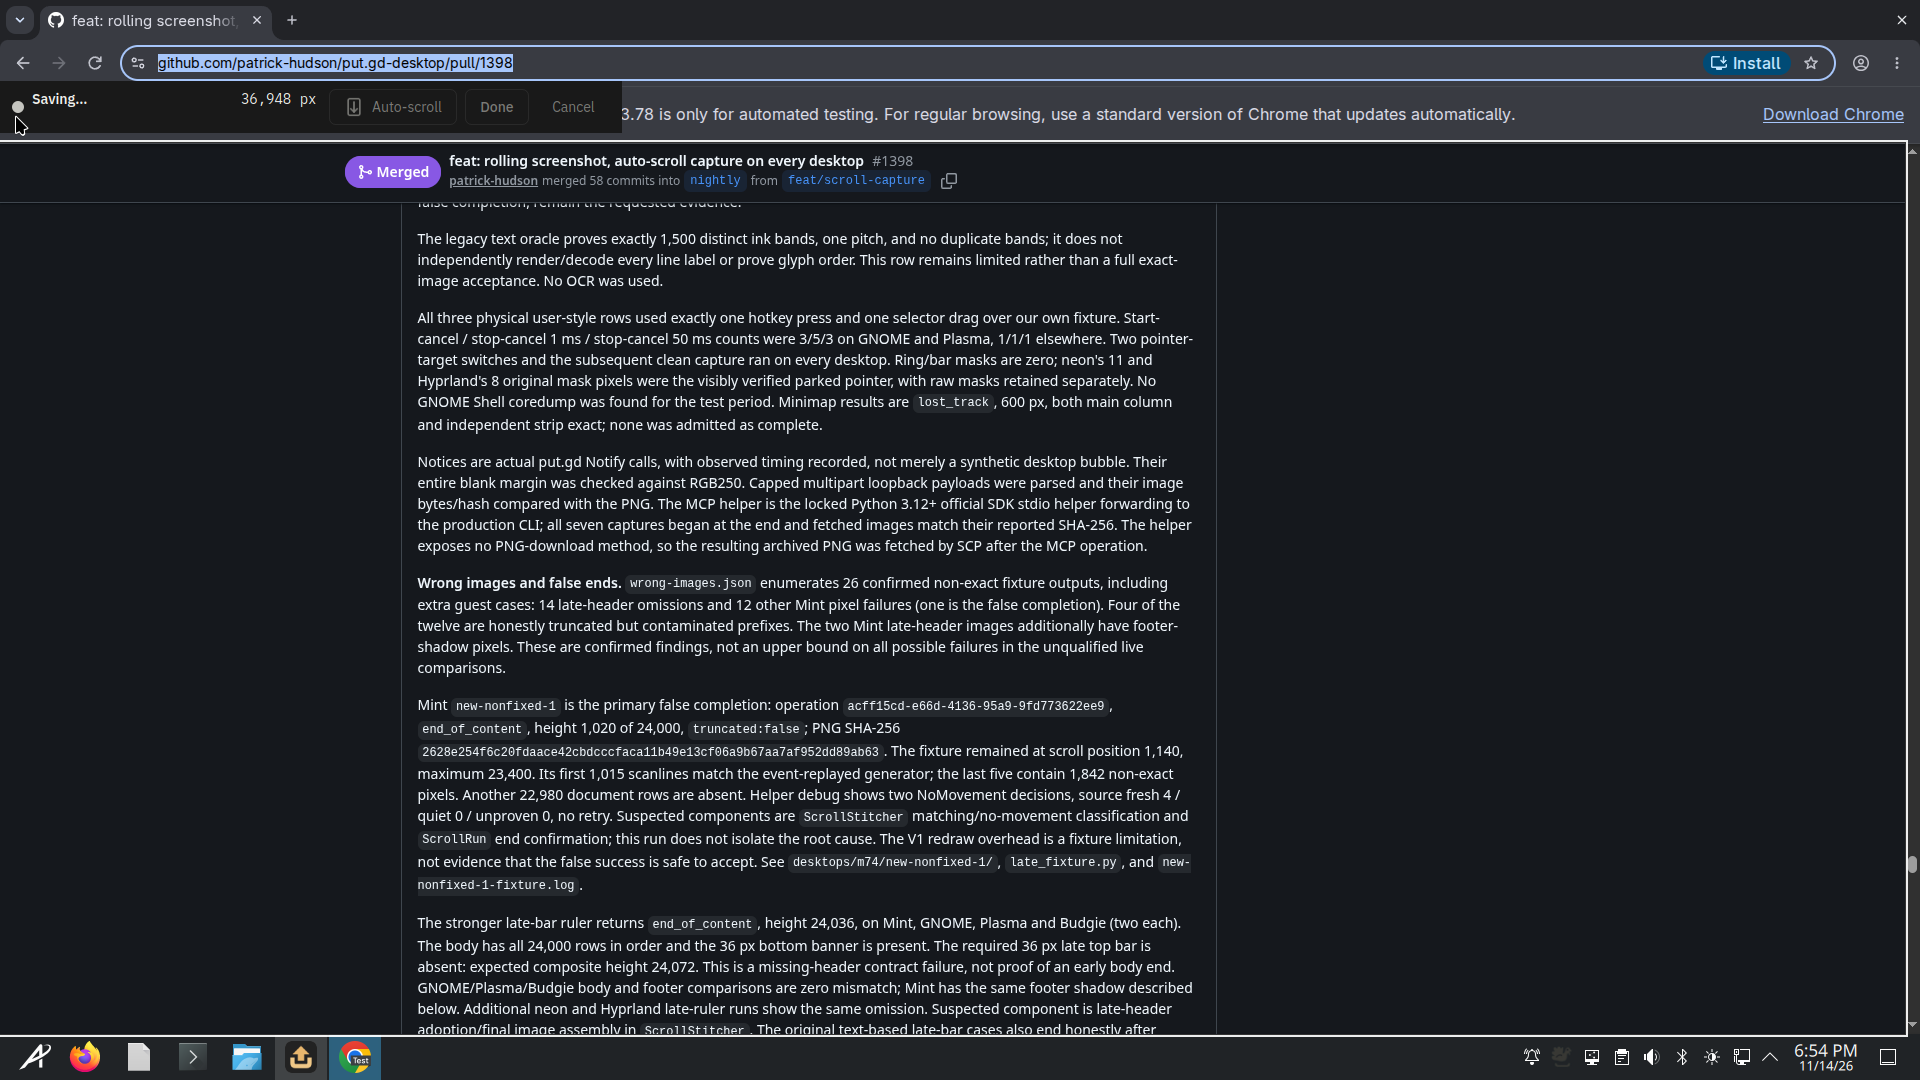 feat: rolling screenshot,
github.com/patrick-hudson/put.gd-desktop/pull/1398
Install
Saving...
36,948 px
Auto-scroll
Done
Cancel
3.78 is only for automated testing. For regular browsing, use a standard version of Chrome that updates automatically.
Download Chrome
Merged
feat: rolling screenshot, auto-scroll capture on every desktop #1398
patrick-hudson merged 58 commits into nightly from feat/scroll-capture
false completion, remain the requested evidence.
The legacy text oracle proves exactly 1,500 distinct ink bands, one pitch, and no duplicate bands; it does not
independently render/decode every line label or prove glyph order. This row remains limited rather than a full exact-
image acceptance. No OCR was used.
All three physical user-style rows used exactly one hotkey press and one selector drag over our own fixture. Start-
cancel / stop-cancel 1 ms / stop-cancel 50 ms counts were 3/5/3 on GNOME and Plasma, 1/1/1 elsewhere. Two pointer-
target switches and the subsequent clean capture ran on every desktop. Ring/bar masks are zero; neon's 11 and
Hyprland's 8 original mask pixels were the visibly verified parked pointer, with raw masks retained separately. No
GNOME Shell coredump was found for the test period. Minimap results are lost_track, 600 px, both main column
and independent strip exact; none was admitted as complete.
Notices are actual put.gd Notify calls, with observed timing recorded, not merely a synthetic desktop bubble. Their
entire blank margin was checked against RGB250. Capped multipart loopback payloads were parsed and their image
bytes/hash compared with the PNG. The MCP helper is the locked Python 3.12+ official SDK stdio helper forwarding to
the production CLI; all seven captures began at the end and fetched images match their reported SHA-256. The helper
exposes no PNG-download method, so the resulting archived PNG was fetched by SCP after the MCP operation.
Wrong images and false ends. wrong-images.json enumerates 26 confirmed non-exact fixture outputs, including
extra guest cases: 14 late-header omissions and 12 other Mint pixel failures (one is the false completion). Four of the
twelve are honestly truncated but contaminated prefixes. The two Mint late-header images additionally have footer-
shadow pixels. These are confirmed findings, not an upper bound on all possible failures in the unqualified live
comparisons.
Mint new-nonfixed-1 is the primary false completion: operation acff15cd-e66d-4136-95a9-9fd773622ee9,
end_of_content, height 1,020 of 24,000, truncated:false; PNG SHA-256
2628e254f6c20fdaace42cbdcccfaca11b49e13cf06a9b67aa7af952dd89ab63. The fixture remained at scroll position 1,140,
maximum 23,400. Its first 1,015 scanlines match the event-replayed generator; the last five contain 1,842 non-exact
pixels. Another 22,980 document rows are absent. Helper debug shows two NoMovement decisions, source fresh 4 /
quiet 0 / unproven 0, no retry. Suspected components are ScrollStitcher matching/no-movement classification and
ScrollRun end confirmation; this run does not isolate the root cause. The V1 redraw overhead is a fixture limitation,
not evidence that the false success is safe to accept. See desktops/m74/new-nonfixed-1/, late_fixture.py, and new-
nonfixed-1-fixture.log.
The stronger late-bar ruler returns end_of_content, height 24,036, on Mint, GNOME, Plasma and Budgie (two each).
The body has all 24,000 rows in order and the 36 px bottom banner is present. The required 36 px late top bar is
absent: expected composite height 24,072. This is a missing-header contract failure, not proof of an early body end.
GNOME/Plasma/Budgie body and footer comparisons are zero mismatch; Mint has the same footer shadow described
below. Additional neon and Hyprland late-ruler runs show the same omission. Suspected component is late-header
adoption/final image assembly in ScrollStitcher. The original text-based late-bar cases also end honestly after
Test
6:54 PM
11/14/26